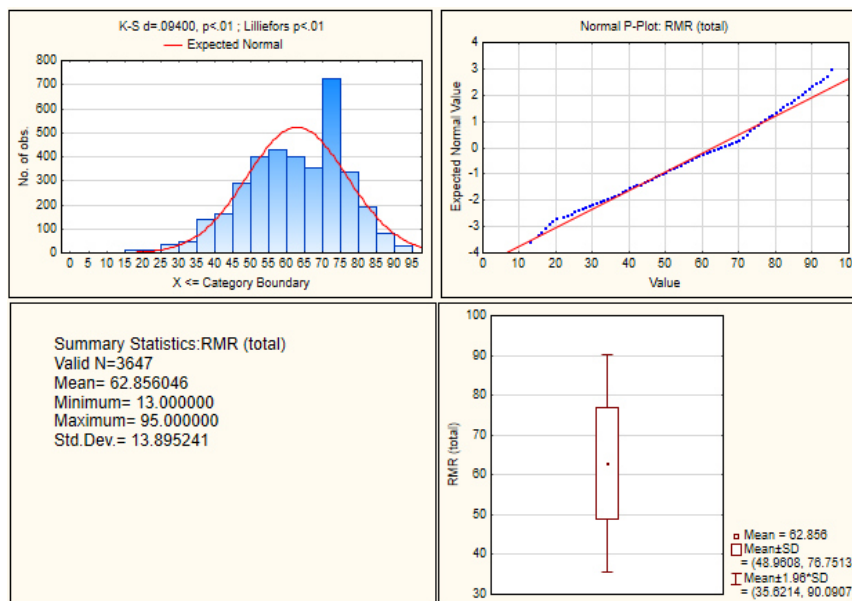 K-S d=.09400, p<.01 ; Lilliefors p<.01
Expected Normal
800
700
600
500
400
300
200
100
0
No. of obs.
0 5 10 15 20 25 30 35 40 45 50 55 60 65 70 75 80 85 90 95
X <= Category Boundary
Normal P-Plot: RMR (total)
4
3
2
1
0
-1
-2
-3
-4
Expected Normal Value
0 10 20 30 40 50 60 70 80 90 100
Value
Summary Statistics:RMR (total)
Valid N=3647
Mean= 62.856046
Minimum= 13.000000
Maximum= 95.000000
Std.Dev.= 13.895241
100
90
80
70
60
50
40
30
RMR (total)
Mean = 62.856
Mean±SD
= (48.9608, 76.7513
Mean±1.96*SD
= (35.6214, 90.0907